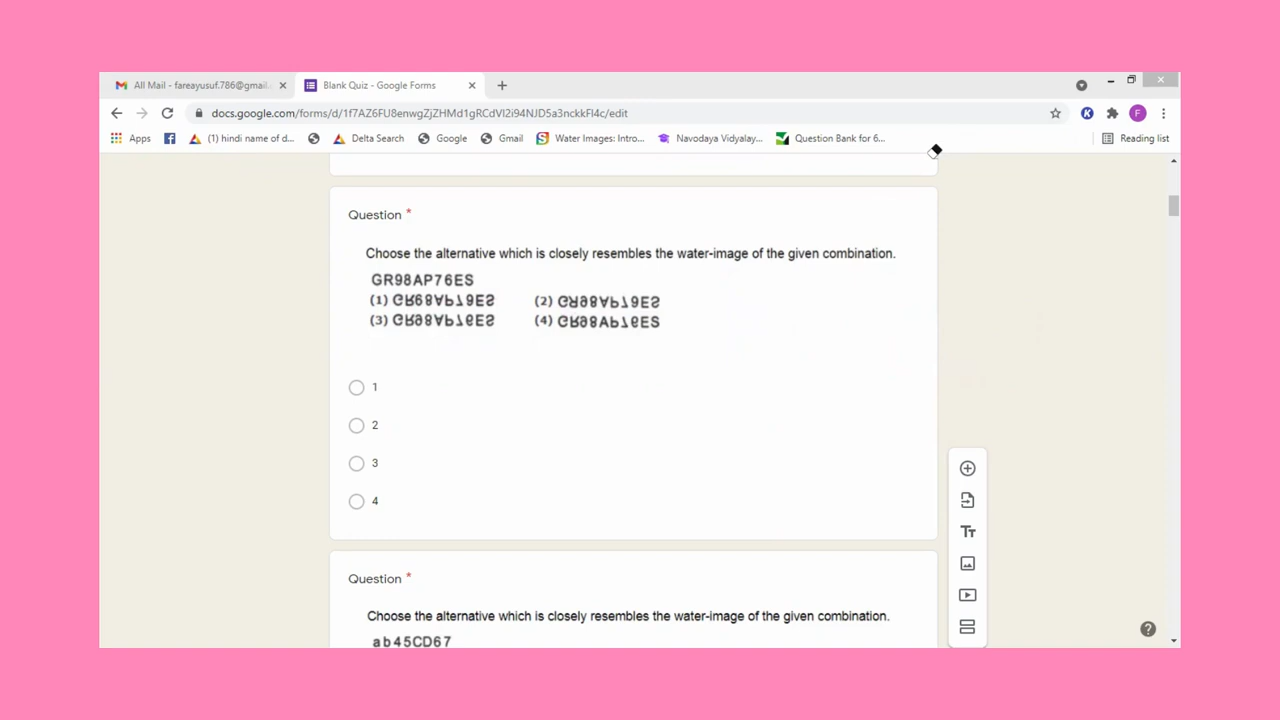 All Mail - fareayusuf.786@gmail.
Blank Quiz - Google Forms
docs.google.com/forms/d/1f7AZ6FU8enwgZjZHMd1gRCdVI2i94NJD5a3nckkFl4c/edit
K
F
Apps
(1) hindi name of d...
Delta Search
Google
Gmail
Water Images: Intro...
Navodaya Vidyalay...
Question Bank for 6...
Reading list
Question *
Choose the alternative which is closely resembles the water-image of the given combination.
GR98AP76ES
(1)
(2)
(3)
(4)
1
2
3
4
Question *
Choose the alternative which is closely resembles the water-image of the given combination.
ab45CD67